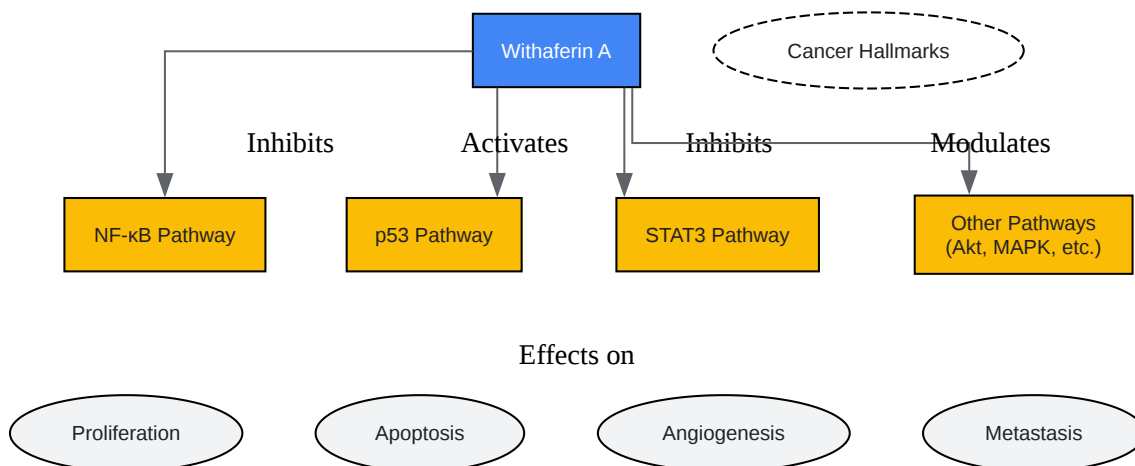 Withaferin A
Cancer Hallmarks
Inhibits
Activates
Inhibits
Modulates
NF-κB Pathway
p53 Pathway
STAT3 Pathway
Other Pathways
(Akt, MAPK, etc.)
Effects on
Proliferation
Apoptosis
Angiogenesis
Metastasis